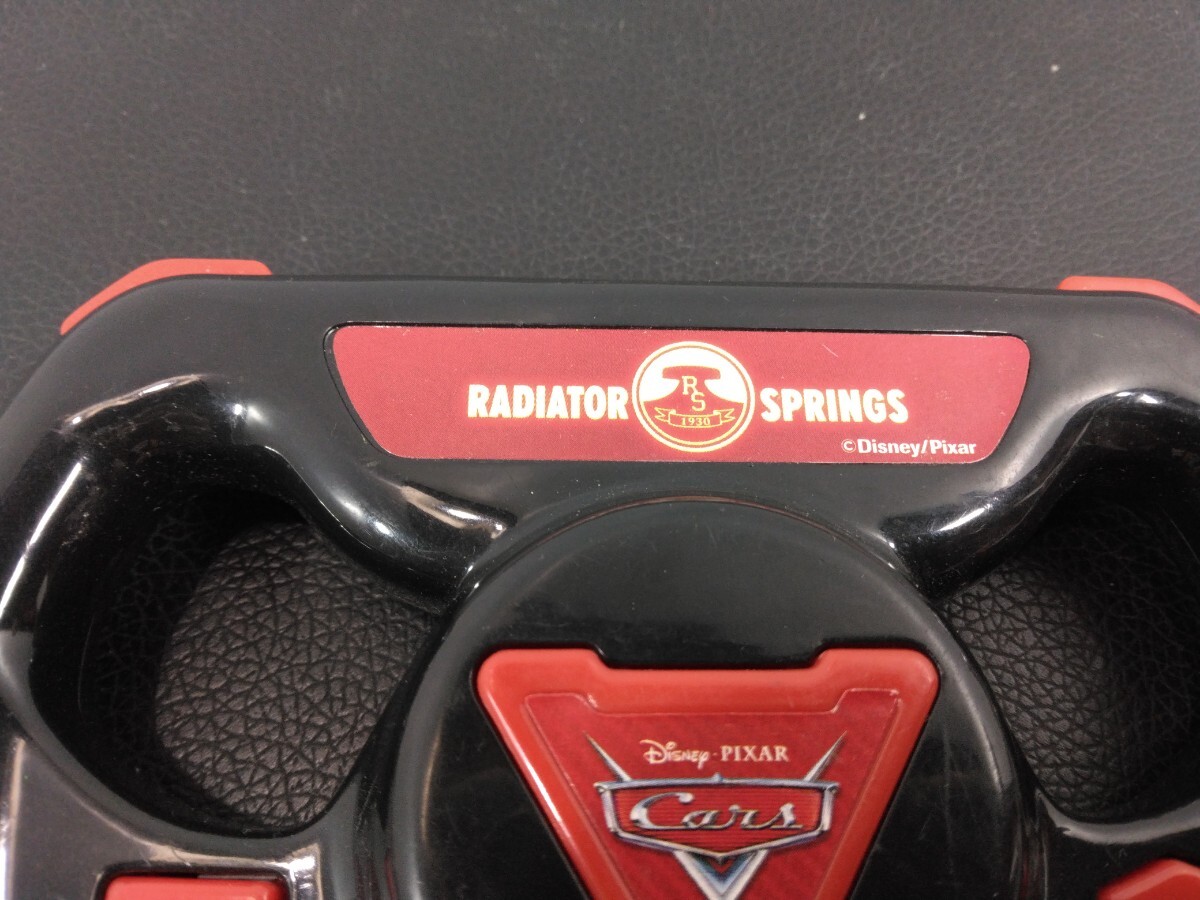 RADIATOR RS 1930 SPRINGS
©Disney/Pixar
Disney · PIXAR
Cars